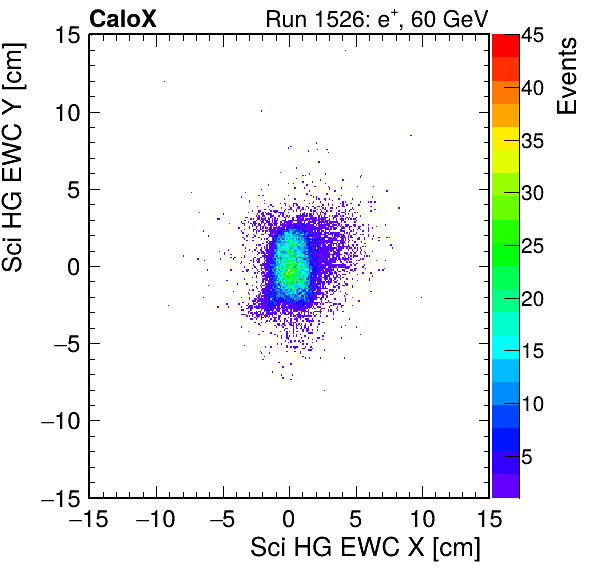 CaloX
Run 1526: e+, 60 GeV
Sci HG EWC Y [cm]
15
10
5
0
−5
−10
−15
−15 −10 −5 0 5 10 15
Sci HG EWC X [cm]
45
40
35
30
25
20
15
10
5
Events